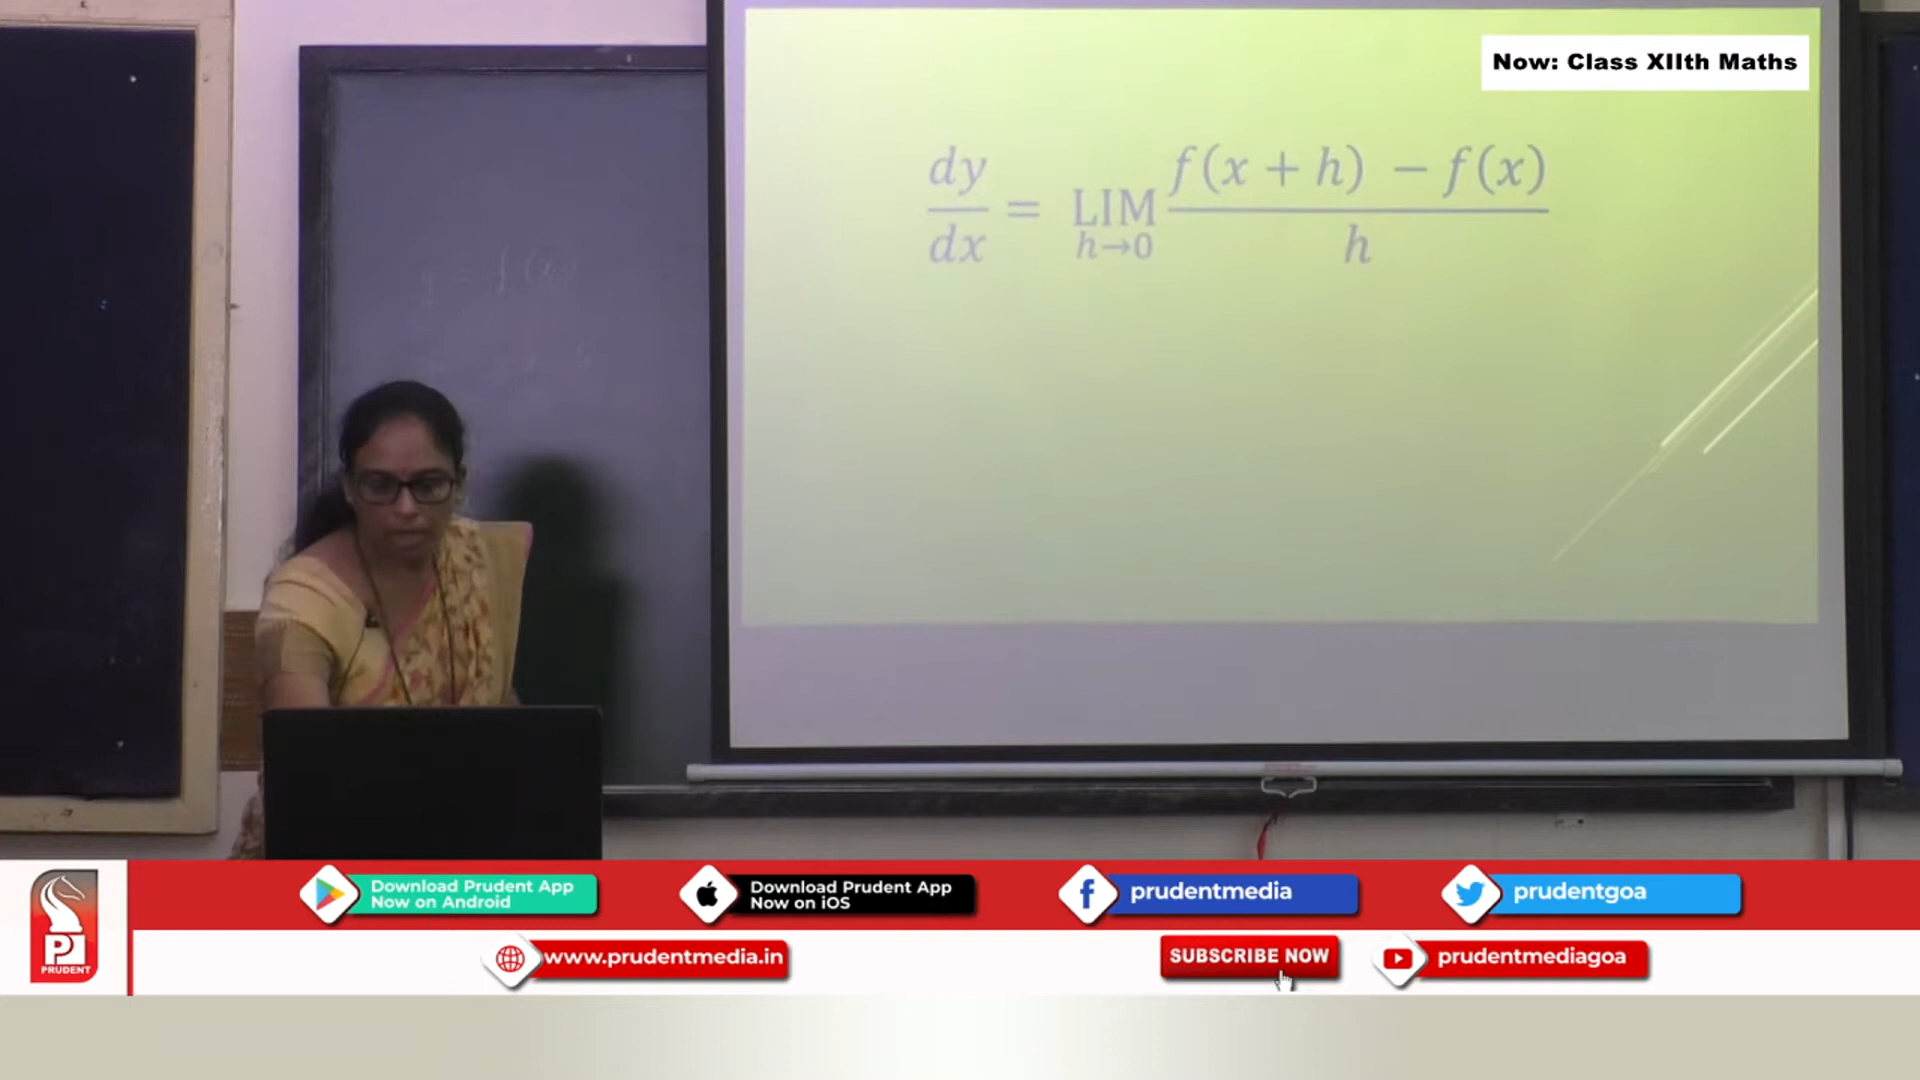 Now: Class XIIth Maths
dy/dx = LIM h→0 f(x + h) − f(x) / h
y = f(x)
Download Prudent App
Now on Android
Download Prudent App
Now on iOS
prudentmedia
prudentgoa
PRUDENT
www.prudentmedia.in
SUBSCRIBE NOW
prudentmediagoa